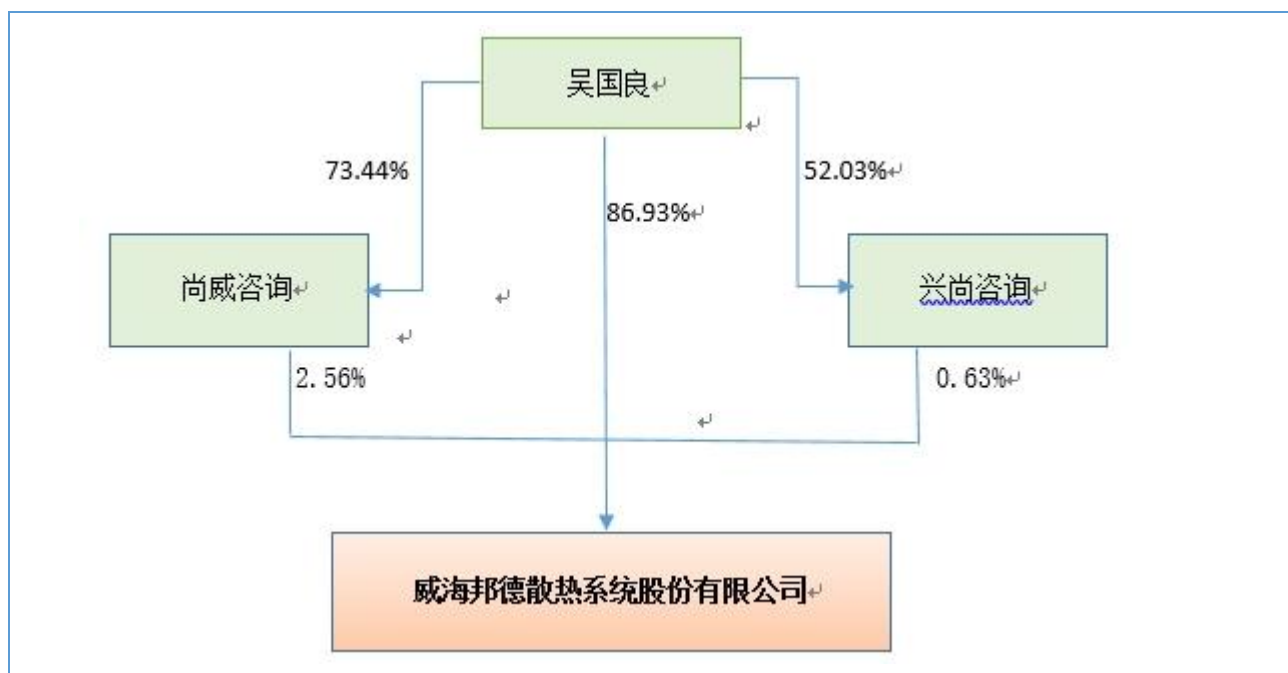 吴国良
73.44%
52.03%
86.93%
尚威咨询
兴尚咨询
2.56%
0.63%
威海邦德散热系统股份有限公司